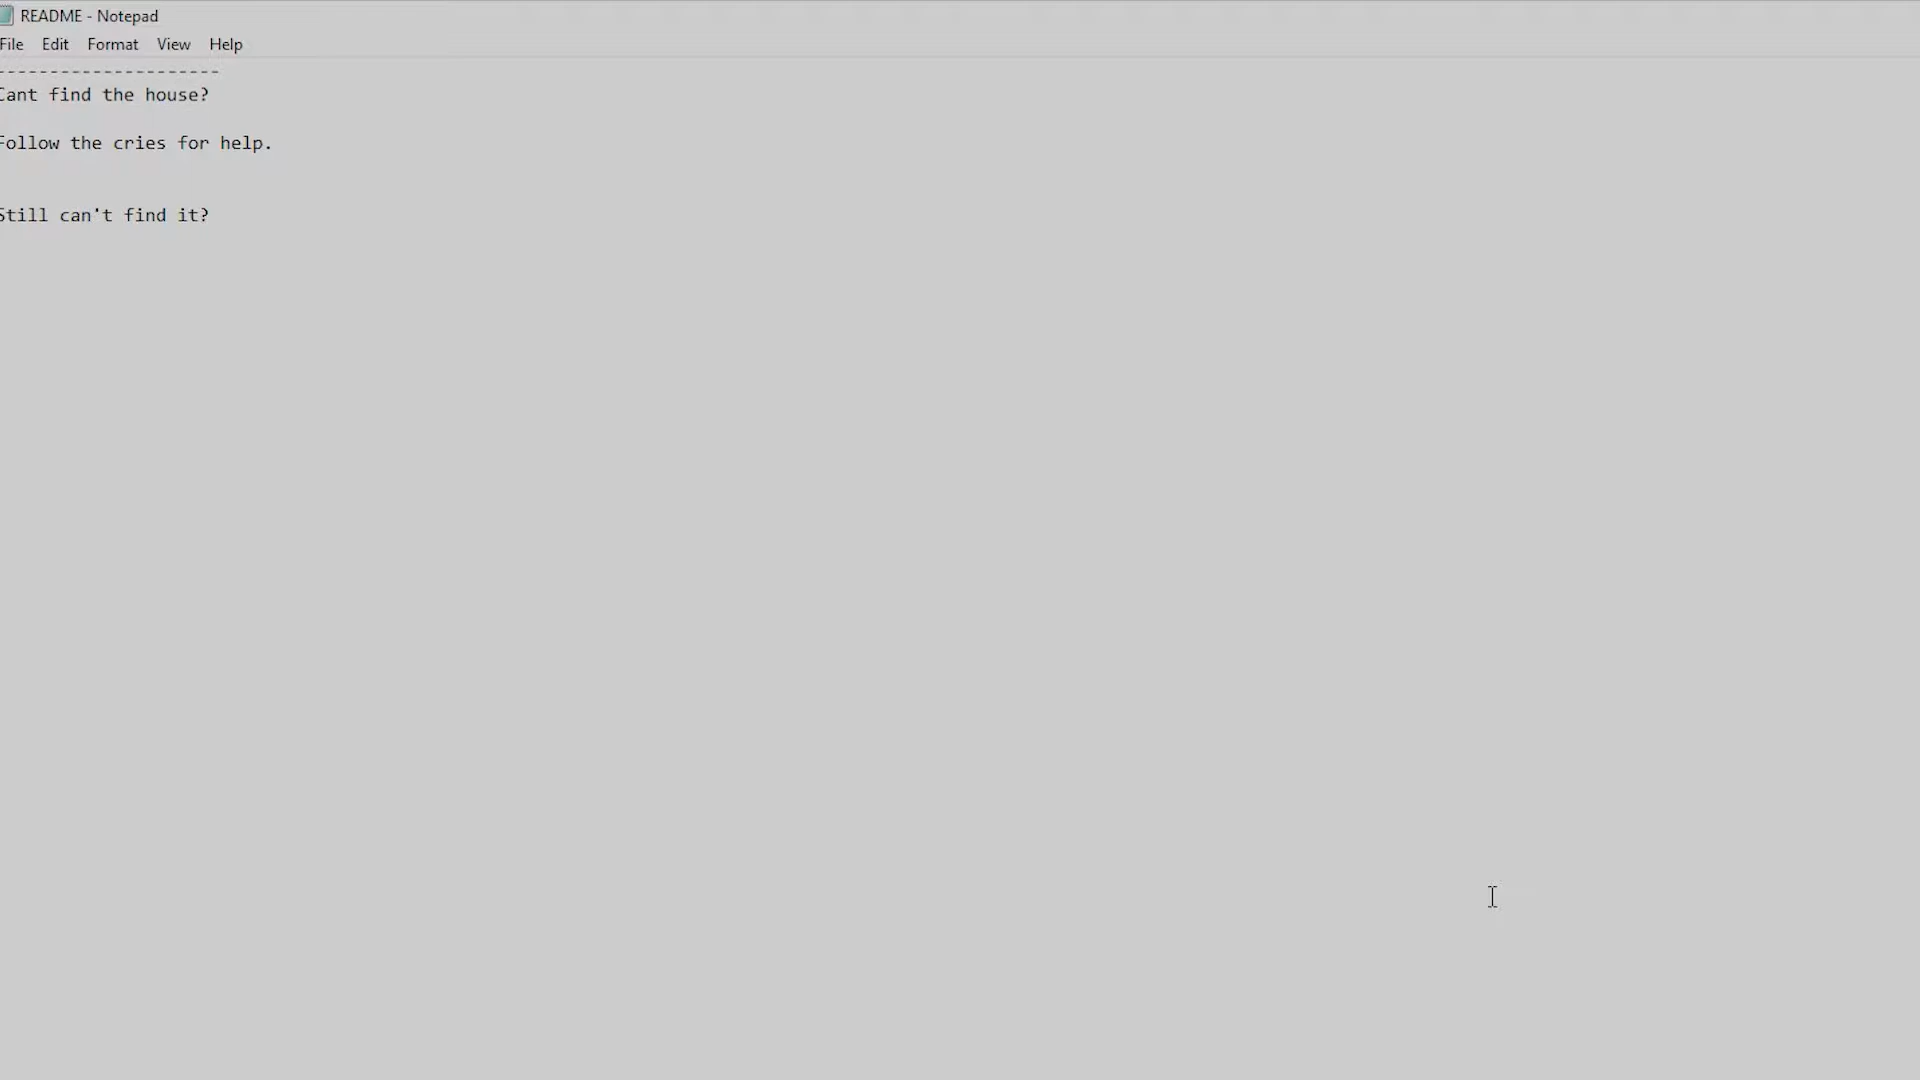 README - Notepad
File Edit Format View Help
---------------------
Cant find the house?
Follow the cries for help.
Still can't find it?